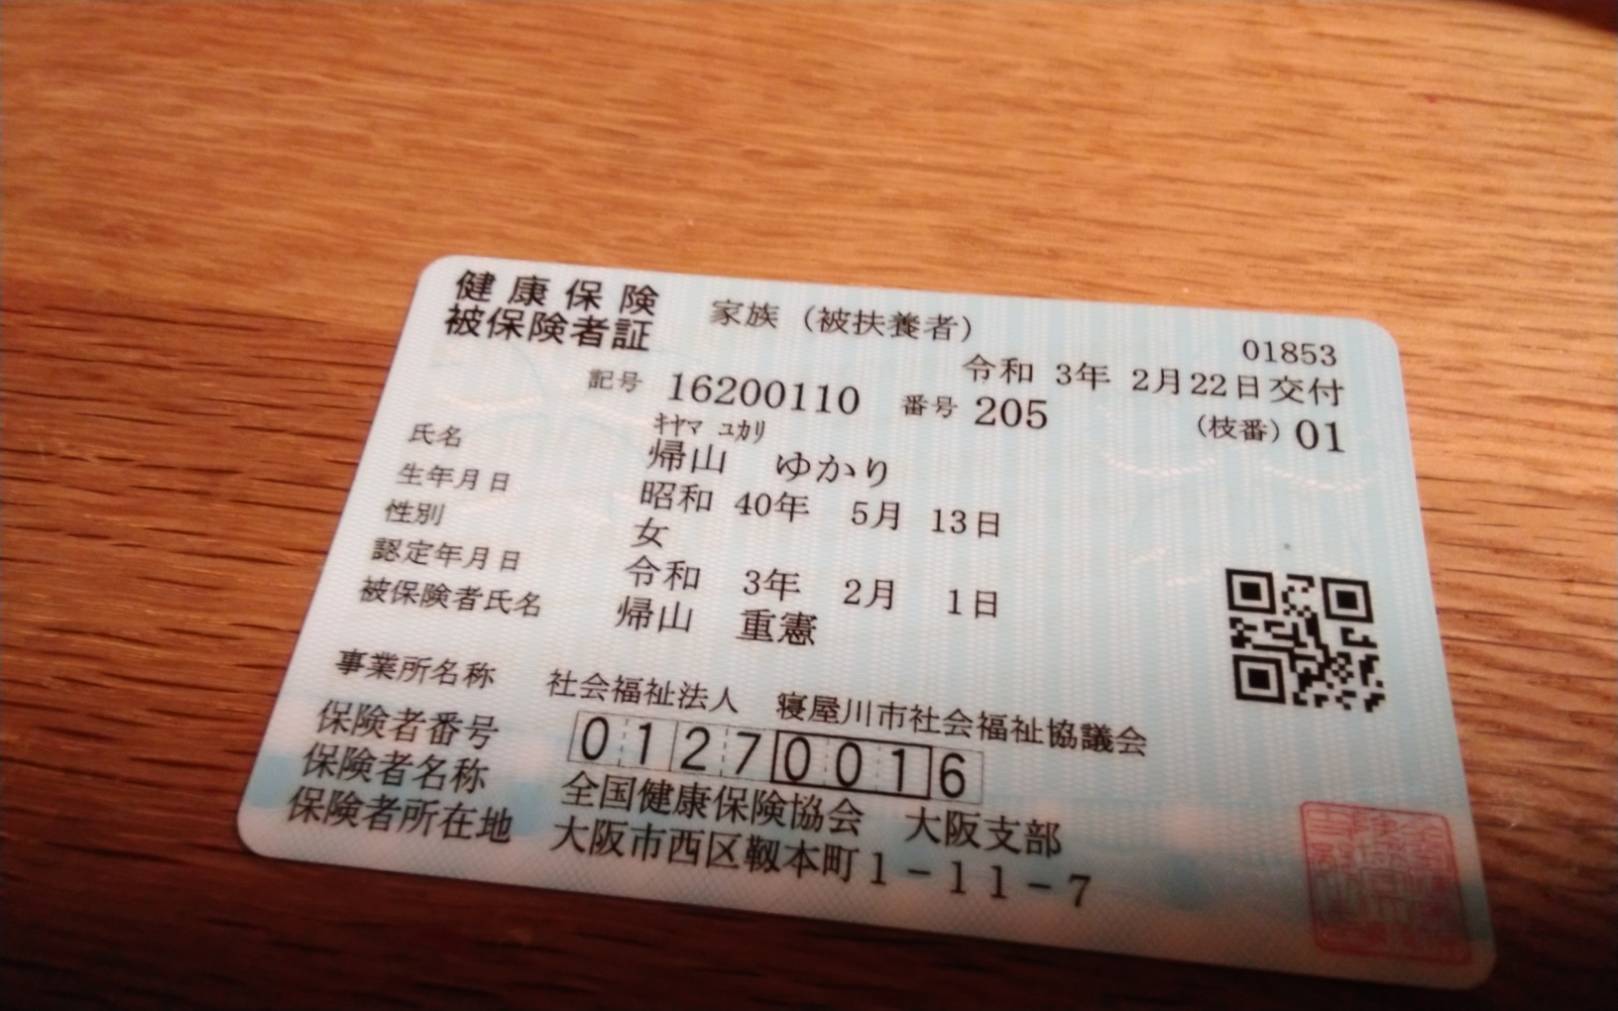 健康保険
被保険者証
家族（被扶養者）
01853
令和 3年 2月22日交付
記号 16200110 番号 205 （枝番）01
ｷﾔﾏ ﾕｶﾘ
氏名 帰山 ゆかり
生年月日 昭和 40年 5月 13日
性別 女
認定年月日 令和 3年 2月 1日
被保険者氏名 帰山 重憲
事業所名称 社会福祉法人 寝屋川市社会福祉協議会
保険者番号 01270016
保険者名称 全国健康保険協会 大阪支部
保険者所在地 大阪市西区靱本町1-11-7